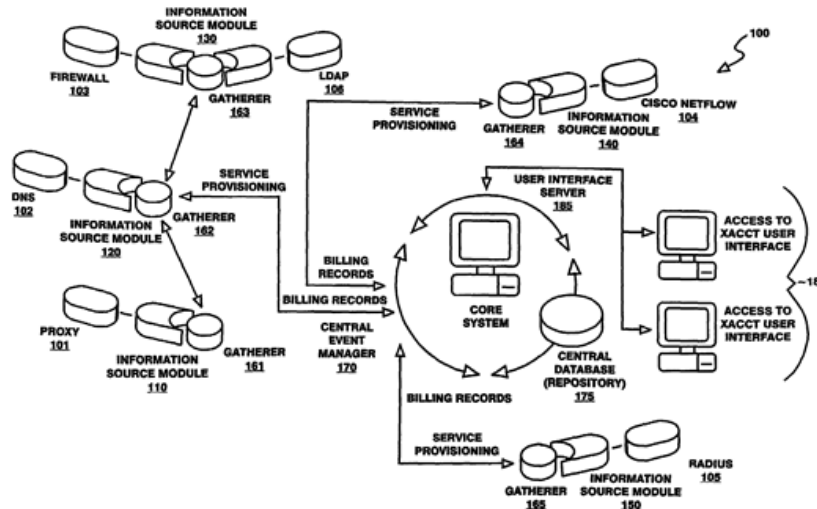 INFORMATION
SOURCE MODULE
130
FIREWALL
103
LDAP
106
GATHERER
163
100
SERVICE
PROVISIONING
CISCO NETFLOW
104
GATHERER
164
INFORMATION
SOURCE MODULE
140
DNS
102
SERVICE
PROVISIONING
GATHERER
162
INFORMATION
SOURCE MODULE
120
USER INTERFACE
SERVER
185
ACCESS TO
XACCT USER
INTERFACE
BILLING
RECORDS
BILLING RECORDS
CORE
SYSTEM
~18
ACCESS TO
XACCT USER
INTERFACE
PROXY
101
INFORMATION
SOURCE MODULE
110
GATHERER
161
CENTRAL
EVENT
MANAGER
170
CENTRAL
DATABASE
(REPOSITORY)
175
BILLING RECORDS
SERVICE
PROVISIONING
RADIUS
105
GATHERER
165
INFORMATION
SOURCE MODULE
150